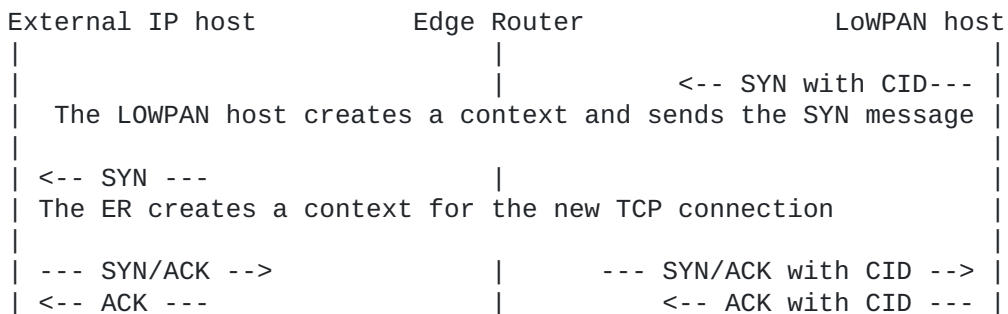 External IP host         Edge Router              LoWPAN host
|                            |                            |
|                            |          <-- SYN with CID--- |
|  The LOWPAN host creates a context and sends the SYN message |
|                                                         |
| <-- SYN ---                |                            |
| The ER creates a context for the new TCP connection     |
|                                                         |
| --- SYN/ACK -->            |     --- SYN/ACK with CID --> |
| <-- ACK ---                |         <-- ACK with CID --- |